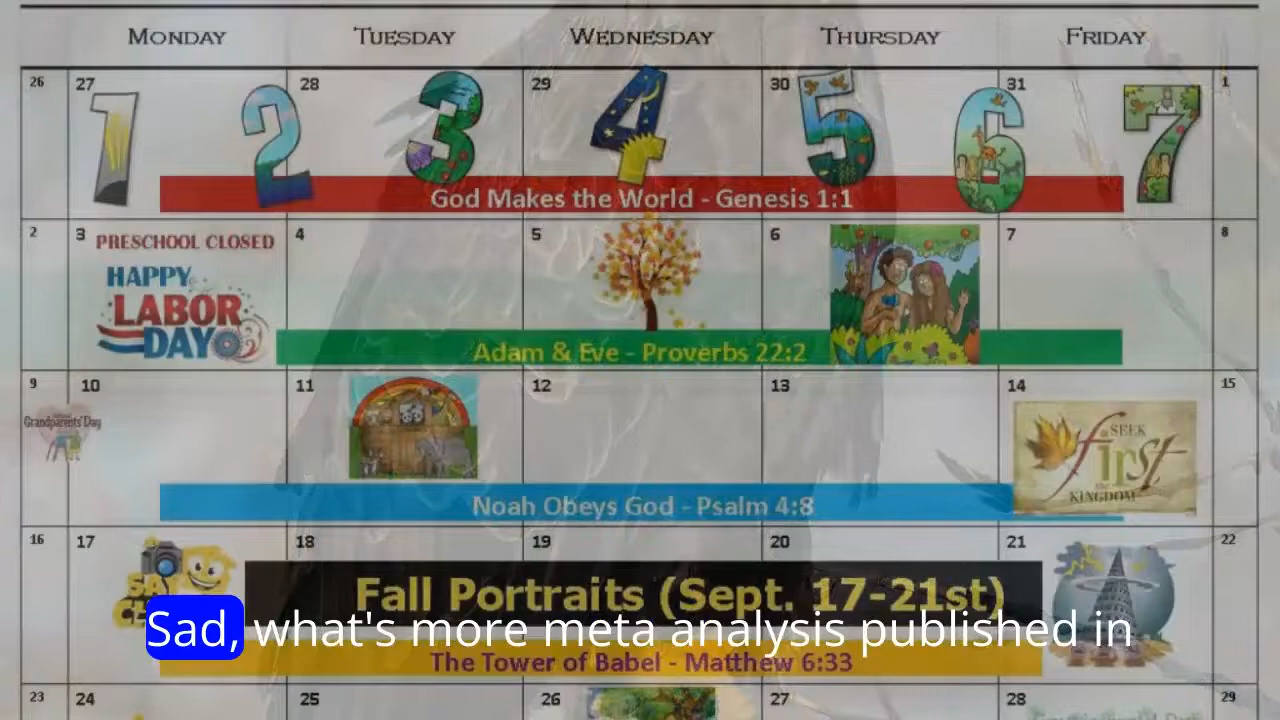 MONDAY TUESDAY WEDNESDAY THURSDAY FRIDAY
26 27 28 29 30 31 1
1 2 3 4 5 6 7
God Makes the World - Genesis 1:1
2 3 4 5 6 7 8
PRESCHOOL CLOSED
HAPPY
LABOR
DAY
Adam & Eve - Proverbs 22:2
9 10 11 12 13 14 15
Grandparents' Day
SEEK
first
KINGDOM
Noah Obeys God - Psalm 4:8
16 17 18 19 20 21 22
SAY
Fall Portraits (Sept. 17-21st)
Sad, what's more meta analysis published in
The Tower of Babel - Matthew 6:33
23 24 25 26 27 28 29